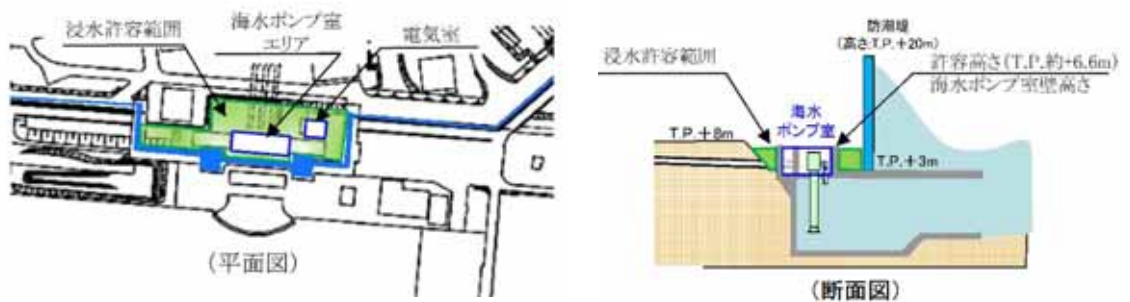 浸水許容範囲
海水ポンプ室
エリア
電気室
(平面図)
防潮堤
(高さ:T.P.+20m)
浸水許容範囲
許容高さ(T.P.約+6.6m)
海水ポンプ室壁高さ
海水
ポンプ室
T.P.+8m
T.P.+3m
(断面図)